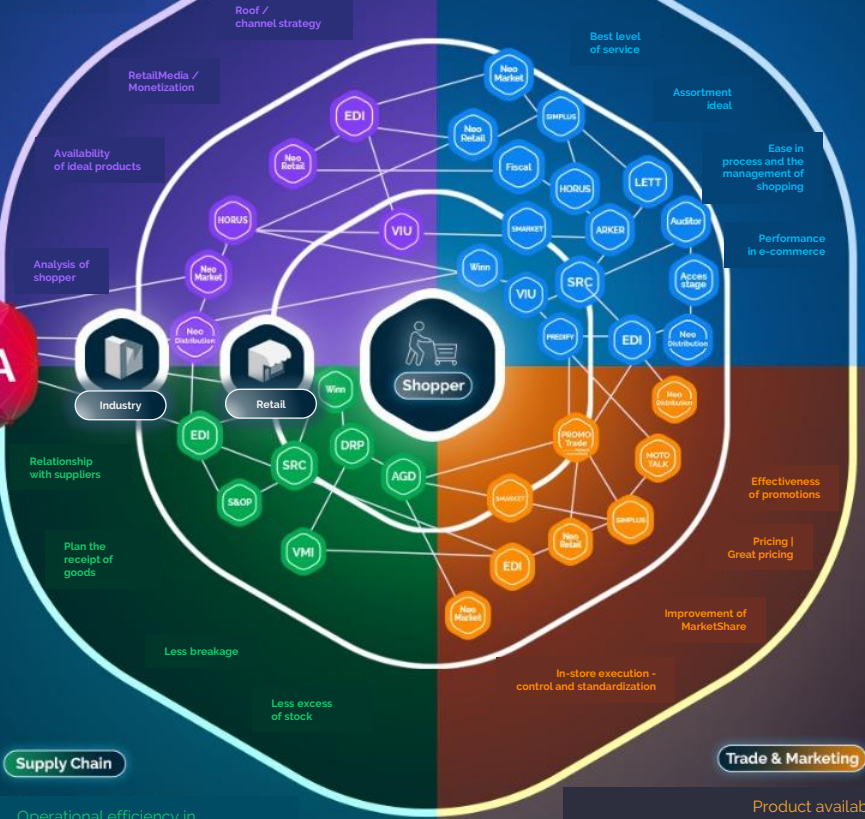 Roof /
channel strategy
Best level
of service
RetailMedia /
Monetization
Assortment
ideal
Availability
of ideal products
Ease in
process and the
management of
shopping
Analysis of
shopper
Performance
in e-commerce
Neo
Market
EDI
SIMPLUS
Neo
Retail
Neo
Retail
Fiscal
HORUS
LETT
HORUS
VIU
SMARKET
ARKER
Auditor
Neo
Market
Winn
VIU
SRC
Acces
stage
Neo
Distribution
PREDIFY
EDI
Neo
Distribution
A
Industry
Retail
Shopper
Winn
EDI
DRP
SRC
AGD
S&OP
VMI
Neo
Distribution
PROMO
Trade
MOTO
TALK
SMARKET
SIMPLUS
Neo
Retail
EDI
Neo
Market
Relationship
with suppliers
Plan the
receipt of
goods
Less breakage
Less excess
of stock
Effectiveness
of promotions
Pricing |
Great pricing
Improvement of
MarketShare
In-store execution -
control and standardization
Supply Chain
Trade & Marketing
Operational efficiency in
Product availab